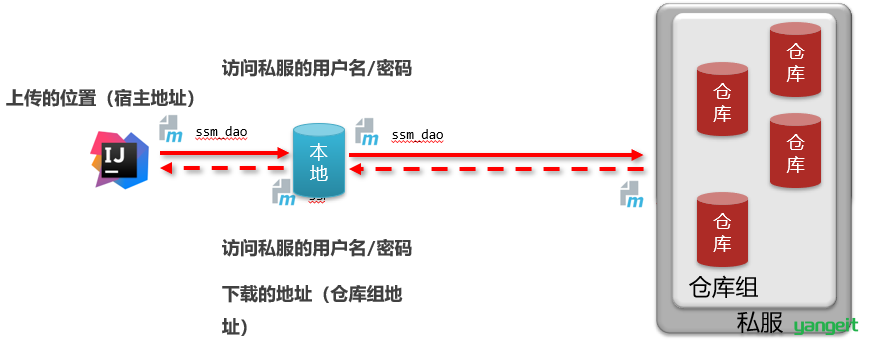 访问私服的用户名/密码
上传的位置（宿主地址）
ssm_dao
ssm_dao
m
m
IJ
本地
m
m
访问私服的用户名/密码
下载的地址（仓库组地
址）
仓库
仓库
仓库
仓库
仓库组
私服
yangeit